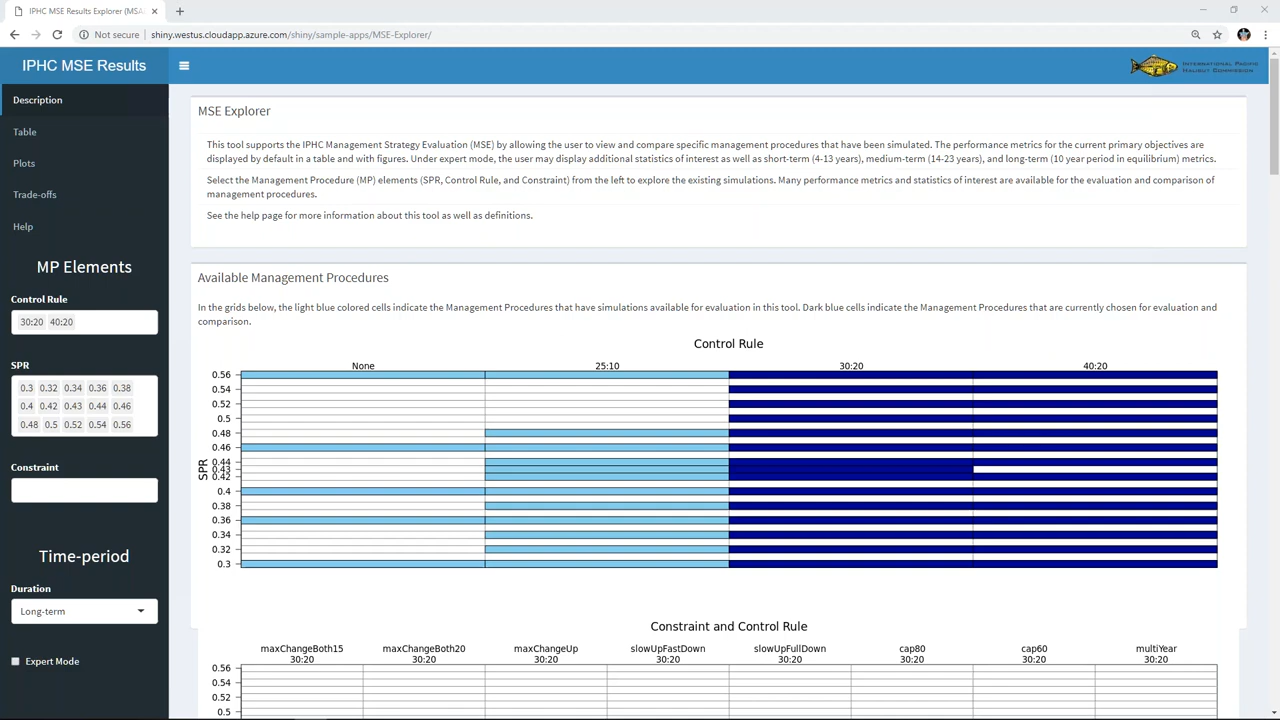 IPHC MSE Results Explorer (MSA
Not secure
shiny.westus.cloudapp.azure.com/shiny/sample-apps/MSE-Explorer/
IPHC MSE Results
INTERNATIONAL PACIFIC
HALIBUT COMMISSION
Description
Table
Plots
Trade-offs
Help
MP Elements
Control Rule
30:20 40:20
SPR
0.3 0.32 0.34 0.36 0.38
0.4 0.42 0.43 0.44 0.46
0.48 0.5 0.52 0.54 0.56
Constraint
Time-period
Duration
Long-term
Expert Mode
MSE Explorer
This tool supports the IPHC Management Strategy Evaluation (MSE) by allowing the user to view and compare specific management procedures that have been simulated. The performance metrics for the current primary objectives are
displayed by default in a table and with figures. Under expert mode, the user may display additional statistics of interest as well as short-term (4-13 years), medium-term (14-23 years), and long-term (10 year period in equilibrium) metrics.
Select the Management Procedure (MP) elements (SPR, Control Rule, and Constraint) from the left to explore the existing simulations. Many performance metrics and statistics of interest are available for the evaluation and comparison of
management procedures.
See the help page for more information about this tool as well as definitions.
Available Management Procedures
In the grids below, the light blue colored cells indicate the Management Procedures that have simulations available for evaluation in this tool. Dark blue cells indicate the Management Procedures that are currently chosen for evaluation and
comparison.
Control Rule
None 25:10 30:20 40:20
0.56
0.54
0.52
0.5
0.48
0.46
0.44
0.43
0.42
0.4
0.38
0.36
0.34
0.32
0.3
SPR
Constraint and Control Rule
maxChangeBoth15 maxChangeBoth20 maxChangeUp slowUpFastDown slowUpFullDown cap80 cap60 multiYear
30:20 30:20 30:20 30:20 30:20 30:20 30:20 30:20
0.56
0.54
0.52
0.5